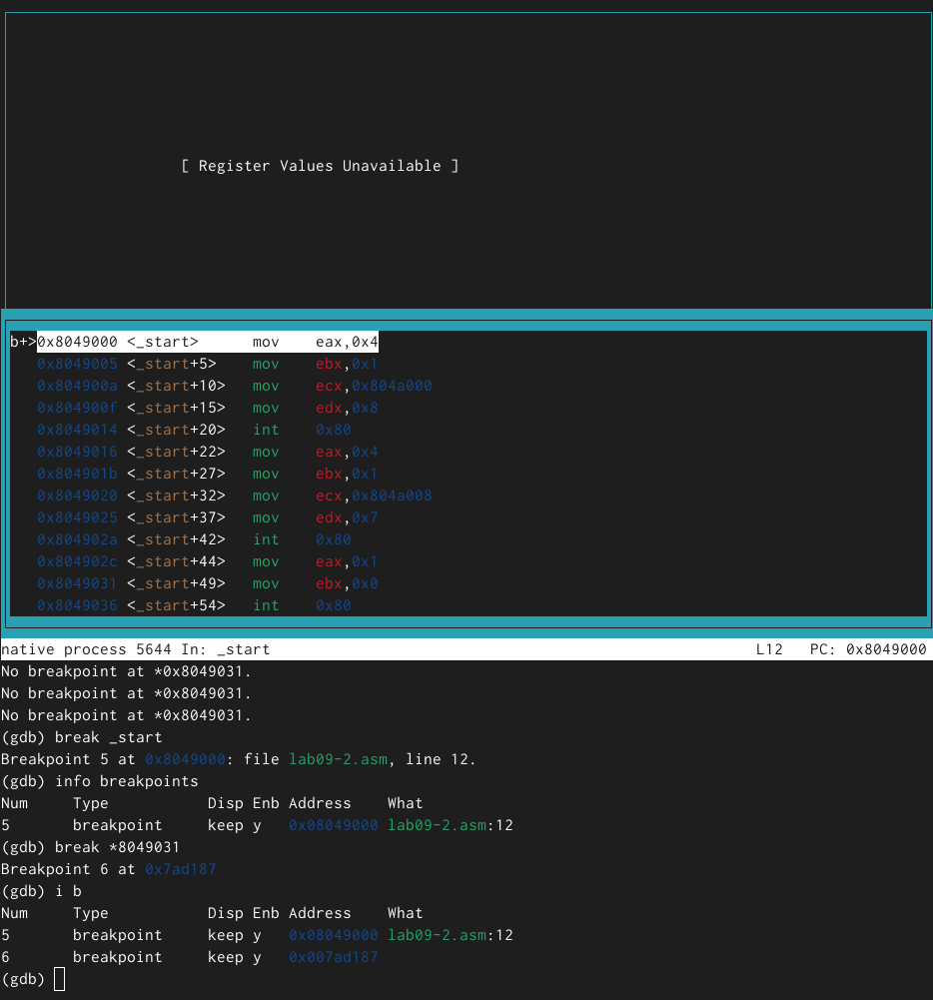 [ Register Values Unavailable ]
b+>0x8049000 <_start>      mov    eax,0x4
0x8049005 <_start+5>    mov    ebx,0x1
0x804900a <_start+10>   mov    ecx,0x804a000
0x804900f <_start+15>   mov    edx,0x8
0x8049014 <_start+20>   int    0x80
0x8049016 <_start+22>   mov    eax,0x4
0x804901b <_start+27>   mov    ebx,0x1
0x8049020 <_start+32>   mov    ecx,0x804a008
0x8049025 <_start+37>   mov    edx,0x7
0x804902a <_start+42>   int    0x80
0x804902c <_start+44>   mov    eax,0x1
0x8049031 <_start+49>   mov    ebx,0x0
0x8049036 <_start+54>   int    0x80
native process 5644 In: _start                                                      L12   PC: 0x8049000
No breakpoint at *0x8049031.
No breakpoint at *0x8049031.
No breakpoint at *0x8049031.
(gdb) break _start
Breakpoint 5 at 0x8049000: file lab09-2.asm, line 12.
(gdb) info breakpoints
Num     Type           Disp Enb Address    What
5       breakpoint     keep y   0x08049000 lab09-2.asm:12
(gdb) break *8049031
Breakpoint 6 at 0x7ad187
(gdb) i b
Num     Type           Disp Enb Address    What
5       breakpoint     keep y   0x08049000 lab09-2.asm:12
6       breakpoint     keep y   0x007ad187
(gdb)